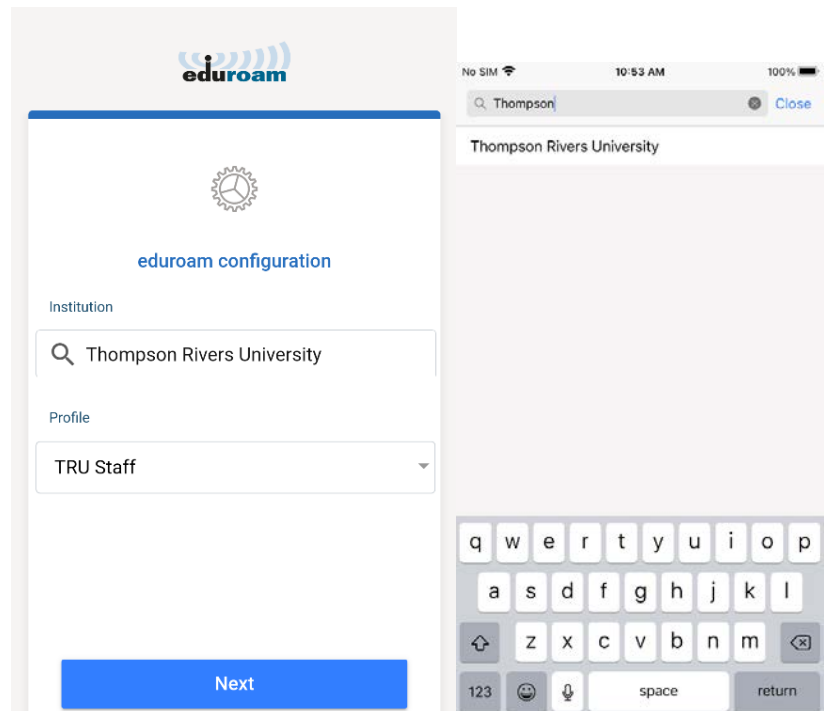 eduroam
eduroam configuration
Institution
Thompson Rivers University
Profile
TRU Staff
Next
No SIM 10:53 AM 100%
Thompson Close
Thompson Rivers University
q w e r t y u i o p
a s d f g h j k l
z x c v b n m
123 space return